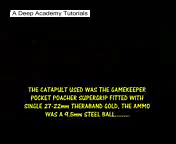 A Deep Academy Tutorials
THE CATAPULT USED WAS THE GAMEKEEPER
POCKET POACHER SUPERGRIP FITTED WITH
SINGLE 27-22mm THERABAND GOLD, THE AMMO
WAS A 9.5mm STEEL BALL.........